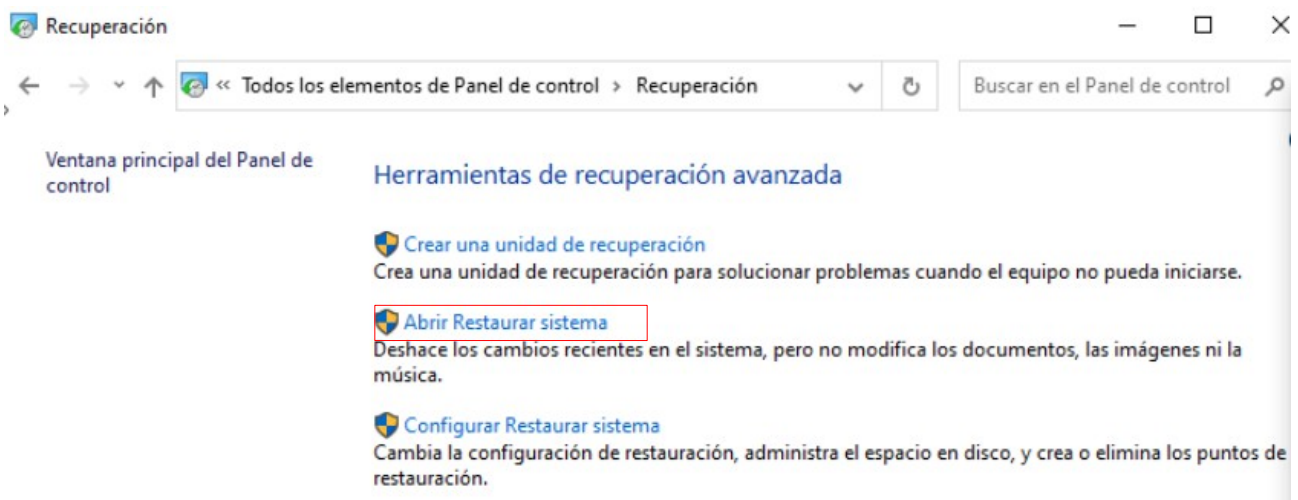 Recuperación
« Todos los elementos de Panel de control › Recuperación
Buscar en el Panel de control
Ventana principal del Panel de
control
Herramientas de recuperación avanzada
Crear una unidad de recuperación
Crea una unidad de recuperación para solucionar problemas cuando el equipo no pueda iniciarse.
Abrir Restaurar sistema
Deshace los cambios recientes en el sistema, pero no modifica los documentos, las imágenes ni la
música.
Configurar Restaurar sistema
Cambia la configuración de restauración, administra el espacio en disco, y crea o elimina los puntos de
restauración.